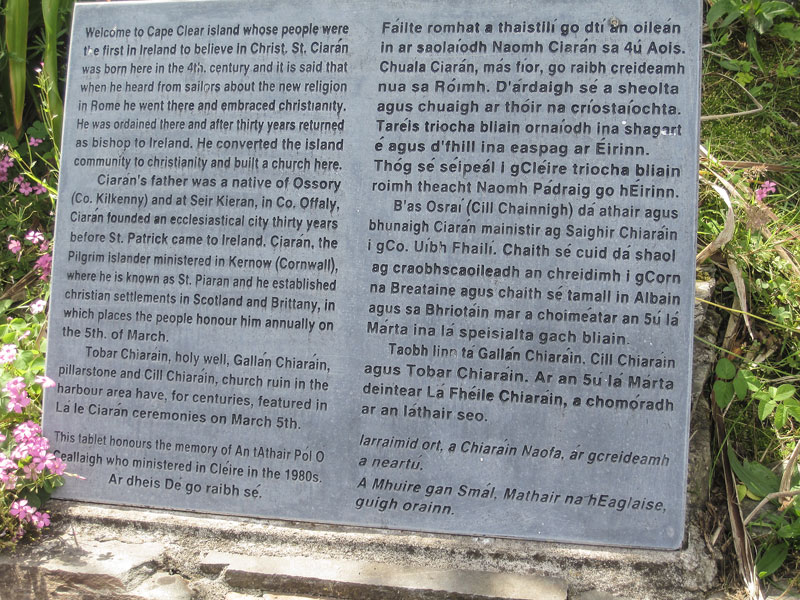 Welcome to Cape Clear island whose people were
the first in Ireland to believe in Christ. St. Ciarán
was born here in the 4th. century and it is said that
when he heard from sailors about the new religion
in Rome he went there and embraced christianity.
He was ordained there and after thirty years returned
as bishop to Ireland. He converted the island
community to christianity and built a church here.
Ciarán's father was a native of Ossory
(Co. Kilkenny) and at Seir Kieran, in Co. Offaly,
Ciarán founded an ecclesiastical city thirty years
before St. Patrick came to Ireland. Ciarán, the
Pilgrim islander ministered in Kernow (Cornwall),
where he is known as St. Piaran and he established
christian settlements in Scotland and Brittany, in
which places the people honour him annually on
the 5th. of March.
Tobar Chiaráin, holy well, Gallán Chiaráin,
pillarstone and Cill Chiaráin, church ruin in the
harbour area have, for centuries, featured in
Lá le Ciarán ceremonies on March 5th.
This tablet honours the memory of An tAthair Pól Ó
Ceallaigh who ministered in Cléire in the 1980s.
Ar dheis Dé go raibh sé.
Fáilte romhat a thaistilí go dtí an oileán
in ar saolaíodh Naomh Ciarán sa 4ú Aois.
Chuala Ciarán, más fíor, go raibh creideamh
nua sa Róimh. D'árdaigh sé a sheolta
agus chuaigh ar thóir na críostaíochta.
Taréis triocha bliain ornaíodh ina shagart
é agus d'fhill ina easpag ar Éirinn.
Thóg sé séipeál i gCléire triocha bliain
roimh theacht Naomh Pádraig go hÉirinn.
B'as Osraí (Cill Chainnigh) dá athair agus
bhunaigh Ciarán mainistir ag Saighir Chiaráin
i gCo. Uíbh Fhailí. Chaith sé cuid dá shaol
ag craobhscaoileadh an chreidimh i gCorn
na Breataine agus chaith sé tamall in Albain
agus sa Bhriotáin mar a choimeátar an 5ú lá
Márta ina lá speisialta gach bliain.
Taobh linn tá Gallán Chiaráin, Cill Chiaráin
agus Tobar Chiaráin. Ar an 5ú lá Márta
deintear Lá Fhéile Chiaráin, a chomóradh
ar an láthair seo.
Iarraimid ort, a Chiaráin Naofa, ár gcreideamh
a neartú.
A Mhuire gan Smál, Mathair na hEaglaise,
guigh orainn.